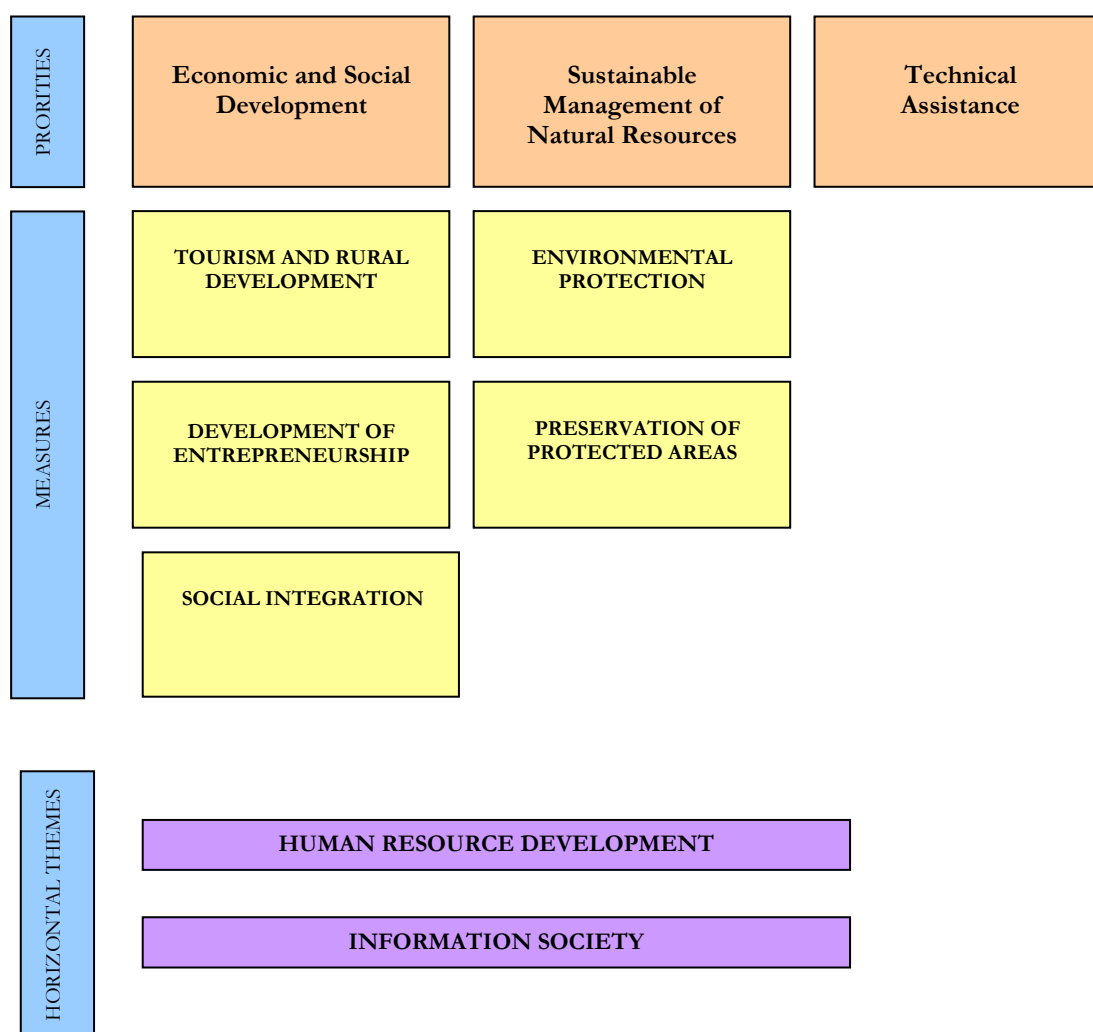 PRORITIES
Economic and Social
Development
Sustainable
Management of
Natural Resources
Technical
Assistance
MEASURES
TOURISM AND RURAL
DEVELOPMENT
ENVIRONMENTAL
PROTECTION
DEVELOPMENT OF
ENTREPRENEURSHIP
PRESERVATION OF
PROTECTED AREAS
SOCIAL INTEGRATION
HORIZONTAL THEMES
HUMAN RESOURCE DEVELOPMENT
INFORMATION SOCIETY